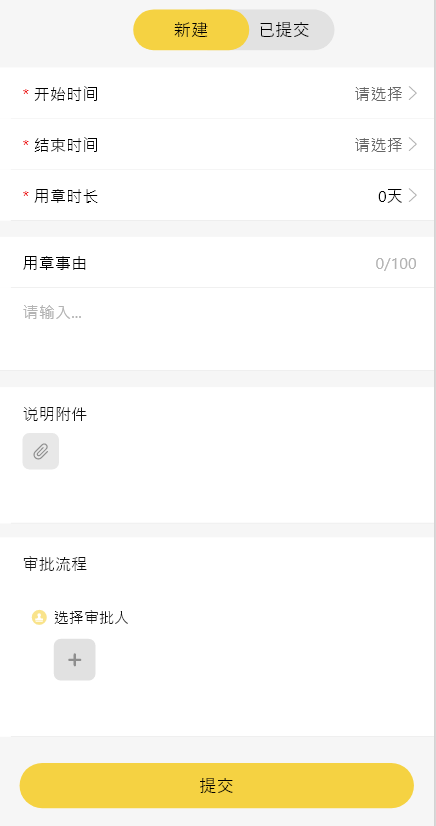 新建 已提交
* 开始时间 请选择
* 结束时间 请选择
* 用章时长 0天
用章事由 0/100
请输入...
说明附件
审批流程
选择审批人
提交